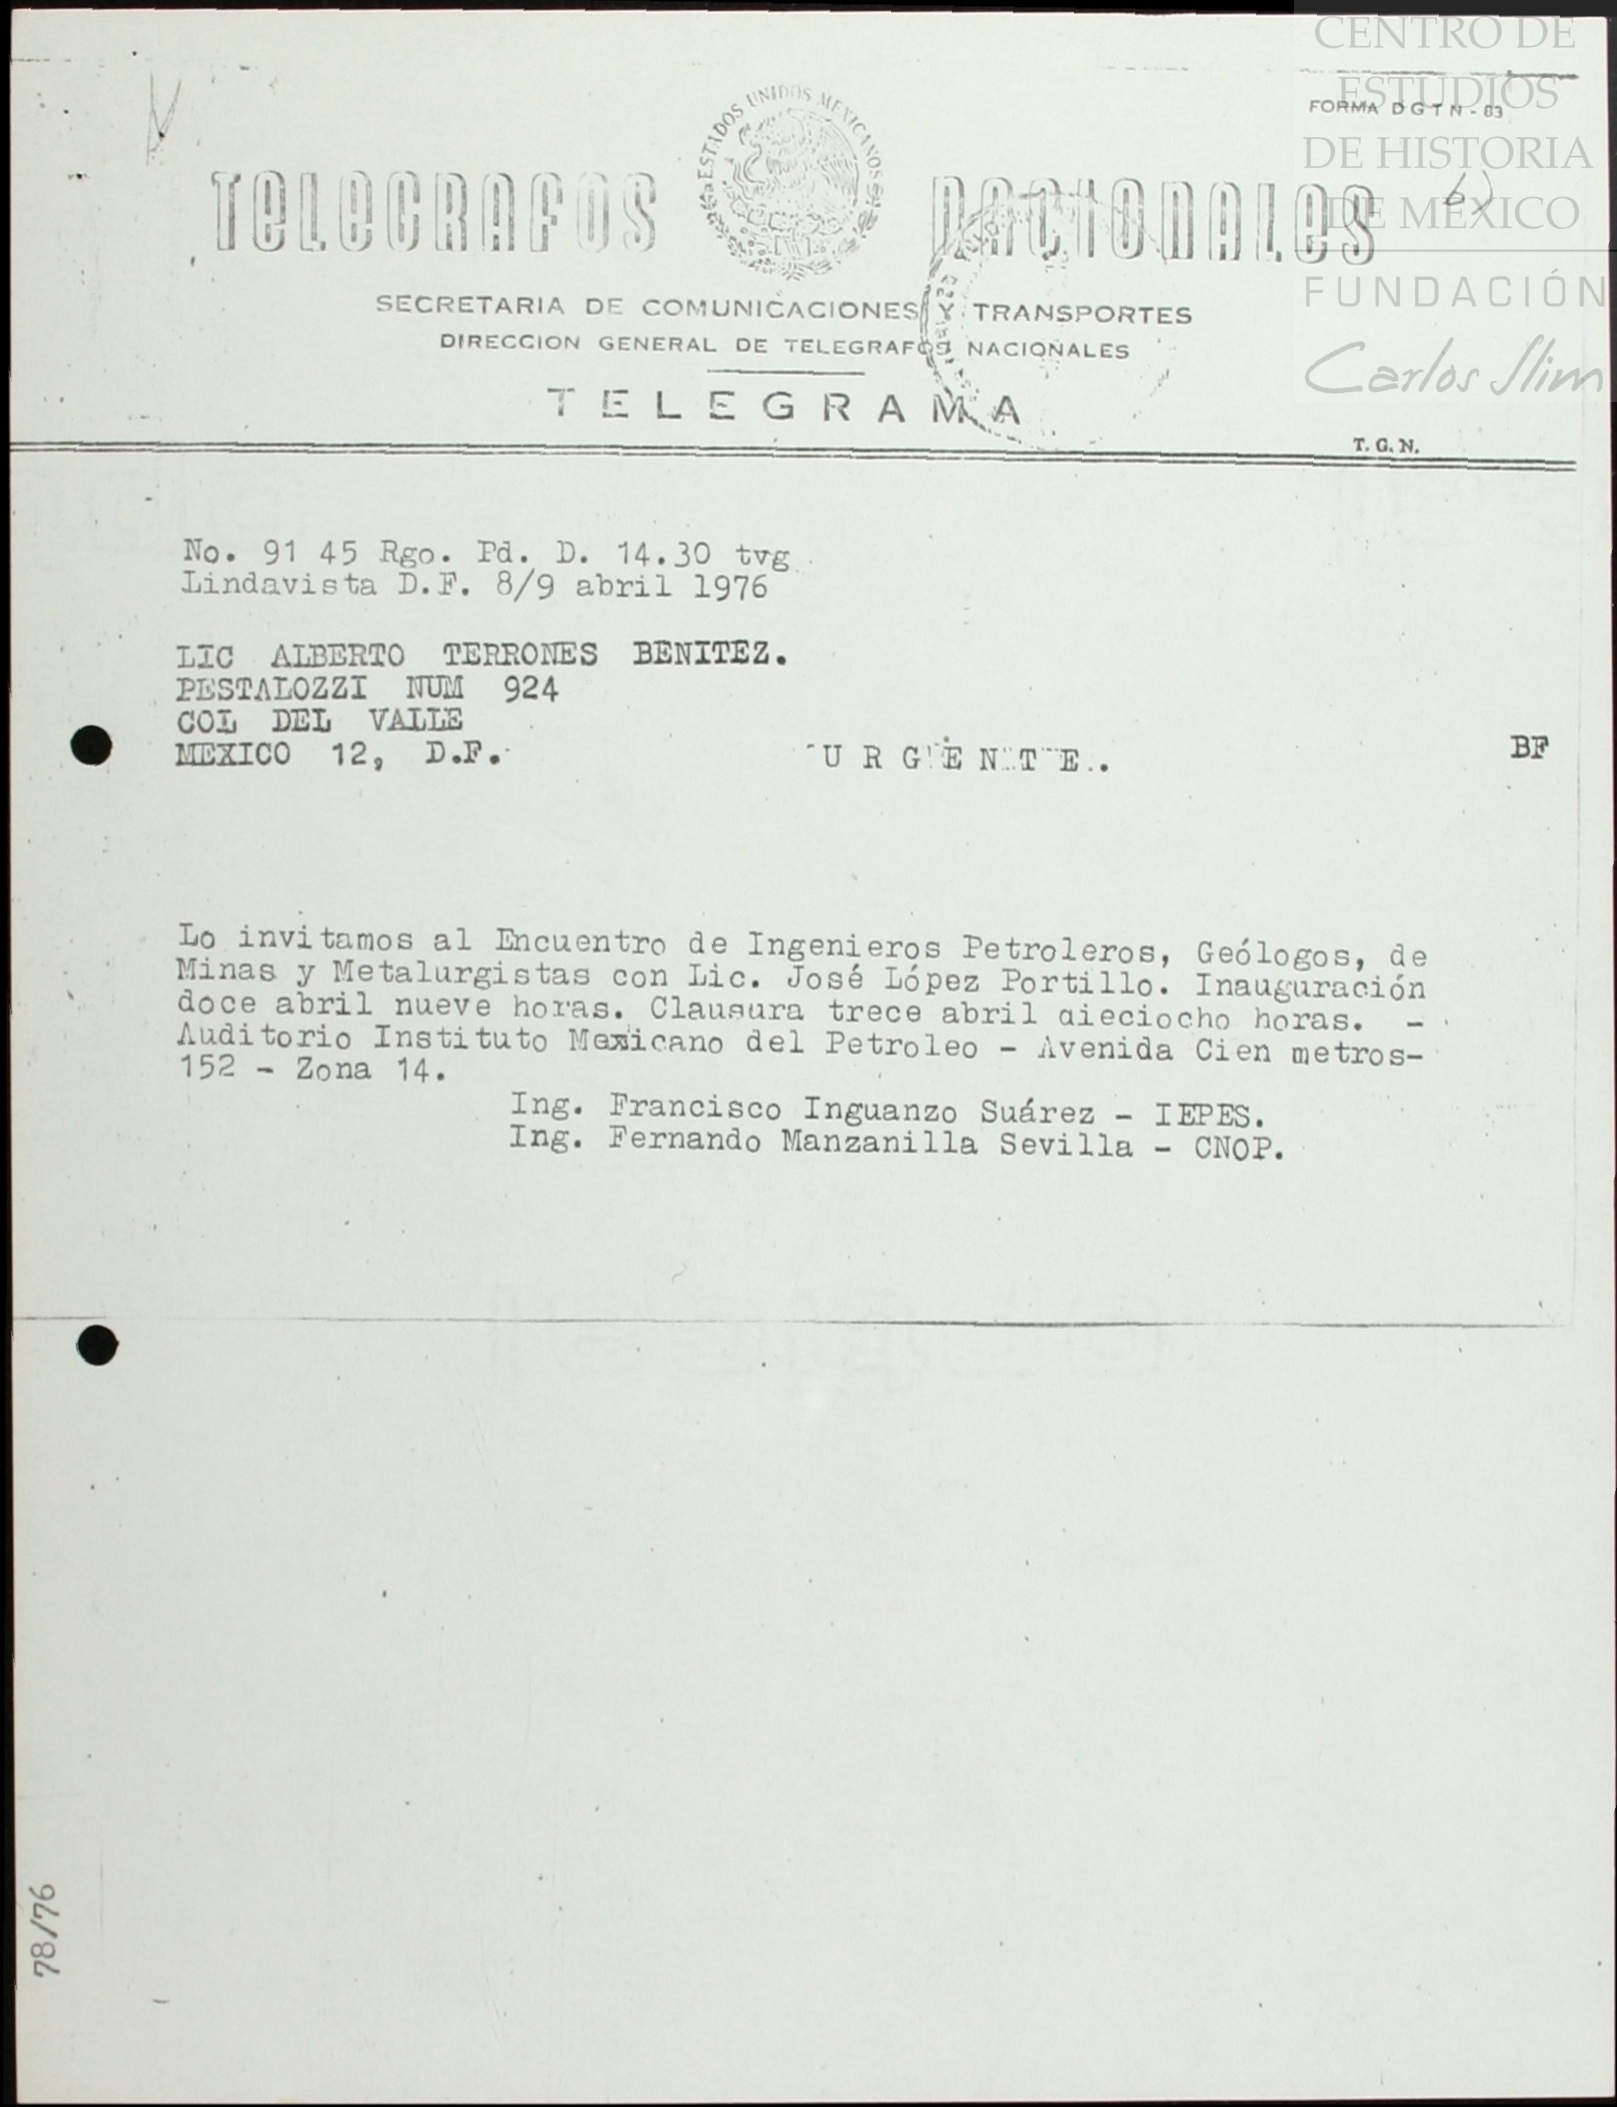 CENTRO DE
ESTUDIOS
DE HISTORIA
DE MÉXICO
FUNDACIÓN
Carlos Slim
FORMA DGTN-83
ESTADOS UNIDOS MEXICANOS
TELEGRAFOS NACIONALES
SECRETARIA DE COMUNICACIONES Y TRANSPORTES
DIRECCION GENERAL DE TELEGRAFOS NACIONALES
TELEGRAMA
T. G. N.
No. 91 45 Rgo. Pd. D. 14.30 tvg
Lindavista D.F. 8/9 abril 1976
LIC ALBERTO TERRONES BENITEZ.
PESTALOZZI NUM 924
COL DEL VALLE
MEXICO 12, D.F.
U R G E N T E .
BF
Lo invitamos al Encuentro de Ingenieros Petroleros, Geólogos, de
Minas y Metalurgistas con Lic. José López Portillo. Inauguración
doce abril nueve horas. Clausura trece abril dieciocho horas. -
Auditorio Instituto Mexicano del Petroleo - Avenida Cien metros-
152 - Zona 14.
Ing. Francisco Inguanzo Suárez - IEPES.
Ing. Fernando Manzanilla Sevilla - CNOP.
78/76